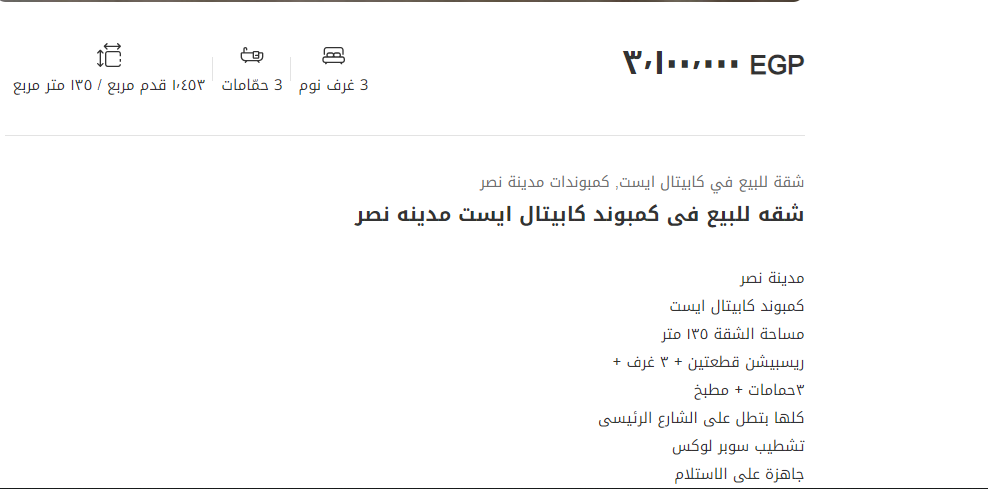 ٣٬١٠٠٬٠٠٠ EGP
3 غرف نوم
3 حمّامات
١٬٤٥٣ قدم مربع / ١٣٥ متر مربع
شقة للبيع في كابيتال ايست, كمبوندات مدينة نصر
شقه للبيع فى كمبوند كابيتال ايست مدينه نصر
مدينة نصر
كمبوند كابيتال ايست
مساحة الشقة ١٣٥ متر
ريسبيشن قطعتين + ٣ غرف +
٣حمامات + مطبخ
كلها بتطل على الشارع الرئيسى
تشطيب سوبر لوكس
جاهزة على الاستلام